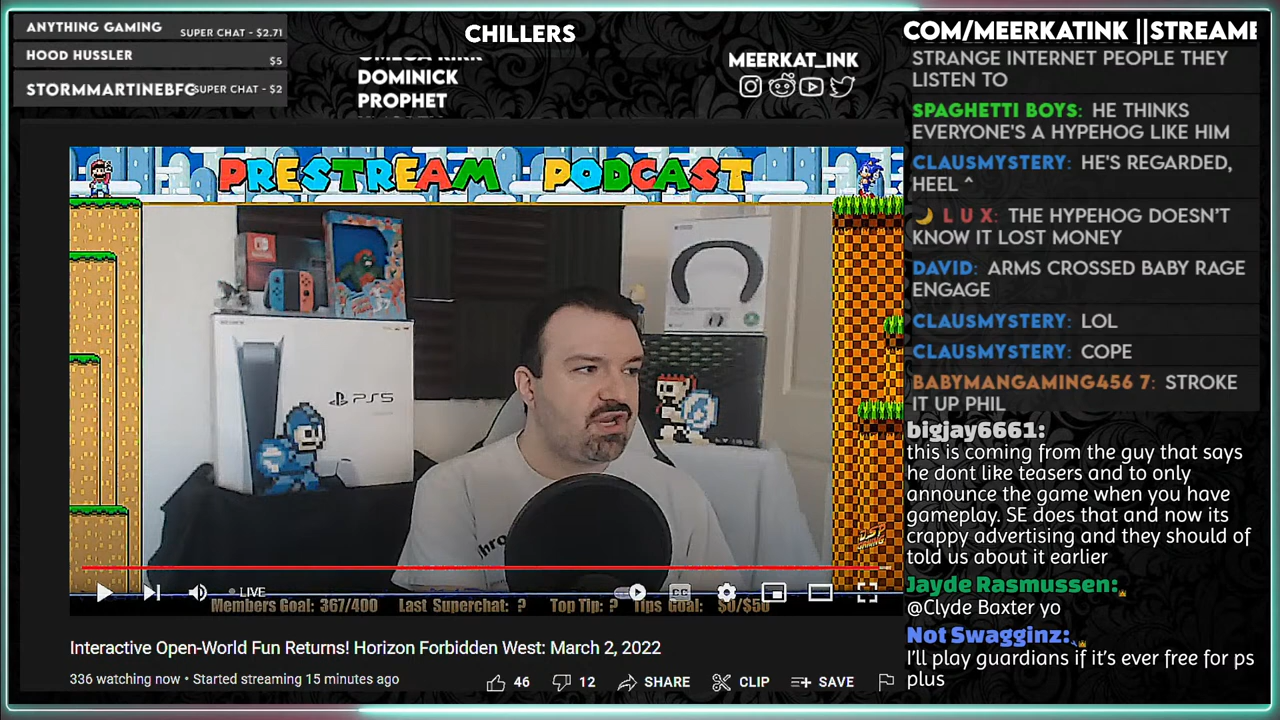 ANYTHING GAMING SUPER CHAT - $2.71
HOOD HUSSLER $5
STORMMARTINEBFC SUPER CHAT - $2
CHILLERS
DOMINICK
PROPHET
MEERKAT_INK
COM/MEERKATINK ||STREAME
STRANGE INTERNET PEOPLE THEY
LISTEN TO
SPAGHETTI BOYS: HE THINKS
EVERYONE'S A HYPEHOG LIKE HIM
CLAUSMYSTERY: HE'S REGARDED,
HEEL ^
🌙 L U X: THE HYPEHOG DOESN'T
KNOW IT LOST MONEY
DAVID: ARMS CROSSED BABY RAGE
ENGAGE
CLAUSMYSTERY: LOL
CLAUSMYSTERY: COPE
BABYMANGAMING456 7: STROKE
IT UP PHIL
bigjay6661:
this is coming from the guy that says
he dont like teasers and to only
announce the game when you have
gameplay. SE does that and now its
crappy advertising and they should of
told us about it earlier
Jayde Rasmussen:
@Clyde Baxter yo
Not Swagginz:
I'll play guardians if it's ever free for ps
plus
PRESTREAM PODCAST
SONY
PS5
DSP
GAMING
LIVE
CC
Members Goal: 367/400 Last Superchat: ? Top Tip: ? Tips Goal: $0/$50
Interactive Open-World Fun Returns! Horizon Forbidden West: March 2, 2022
336 watching now • Started streaming 15 minutes ago
46 12 SHARE CLIP SAVE